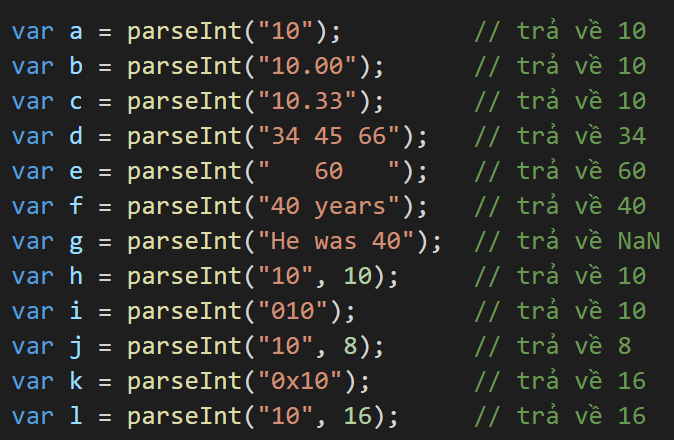 var a = parseInt("10");         // trả về 10
var b = parseInt("10.00");      // trả về 10
var c = parseInt("10.33");      // trả về 10
var d = parseInt("34 45 66");   // trả về 34
var e = parseInt("   60   ");   // trả về 60
var f = parseInt("40 years");   // trả về 40
var g = parseInt("He was 40");  // trả về NaN
var h = parseInt("10", 10);     // trả về 10
var i = parseInt("010");        // trả về 10
var j = parseInt("10", 8);      // trả về 8
var k = parseInt("0x10");       // trả về 16
var l = parseInt("10", 16);     // trả về 16